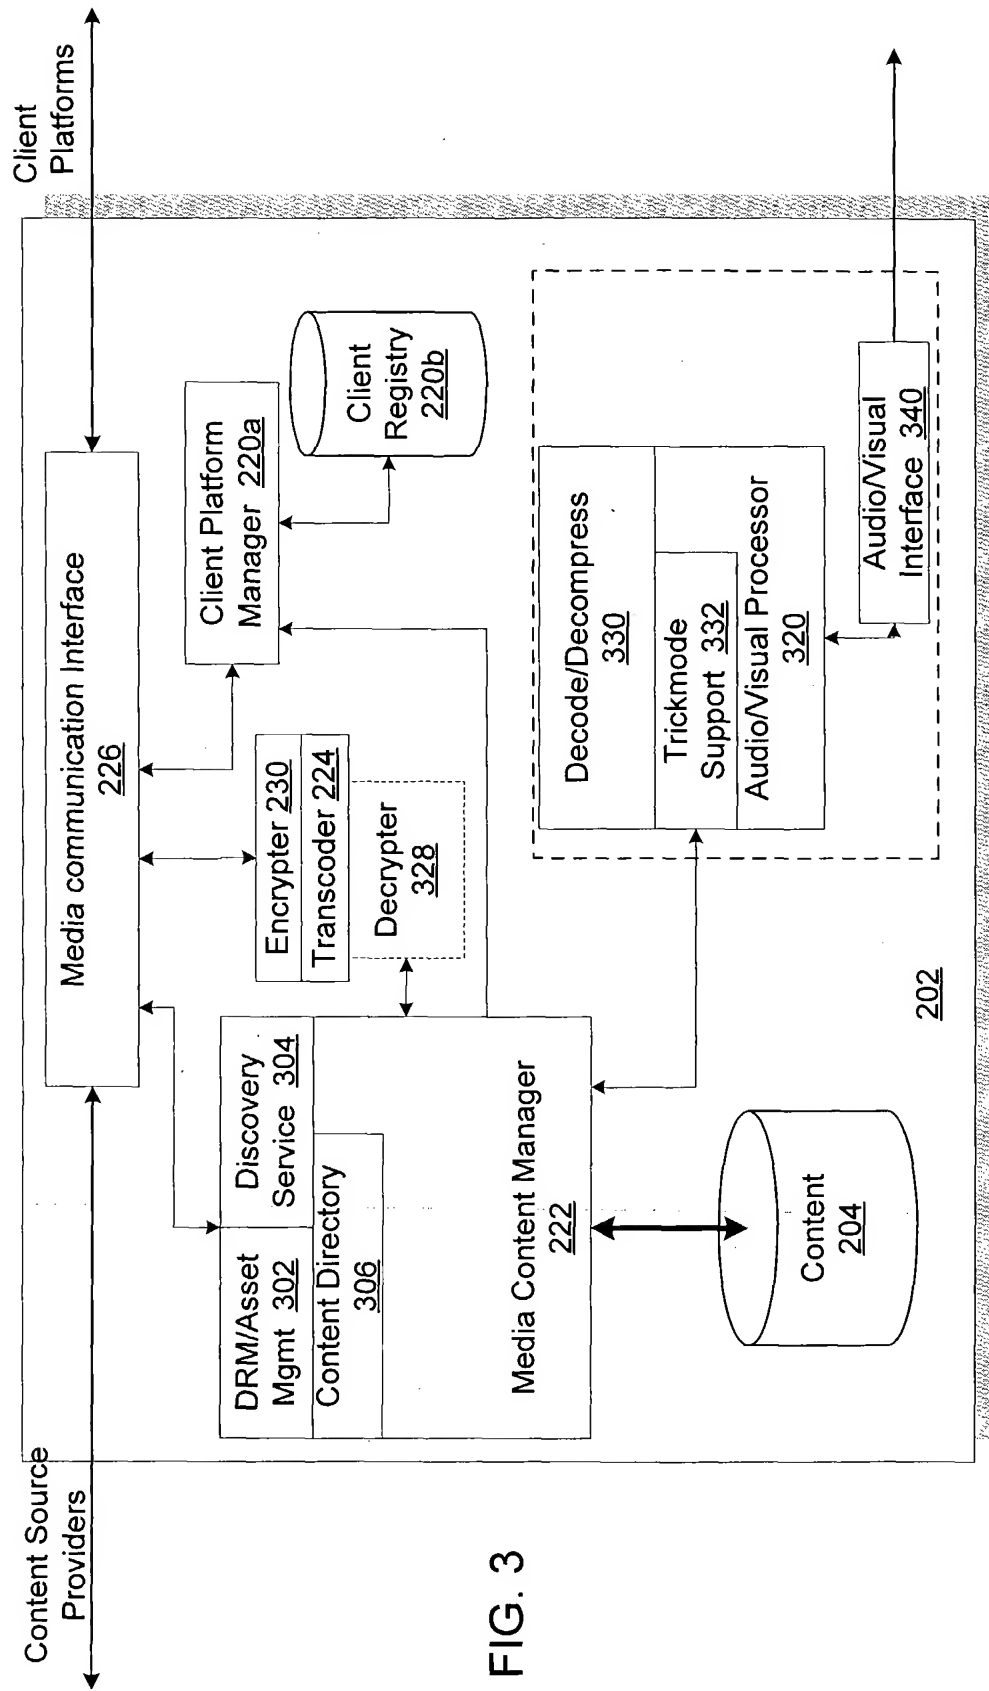 Content Source
Providers
Client
Platforms
Media communication Interface
226
Client Platform
Manager 220a
Client
Registry
220b
Encrypter 230
Transcoder 224
Decrypter
328
DRM/Asset
Mgmt 302
Discovery
Service 304
Content Directory
306
Media Content Manager
222
Content
204
Decode/Decompress
330
Trickmode
Support 332
Audio/Visual Processor
320
Audio/Visual
Interface 340
202
FIG. 3